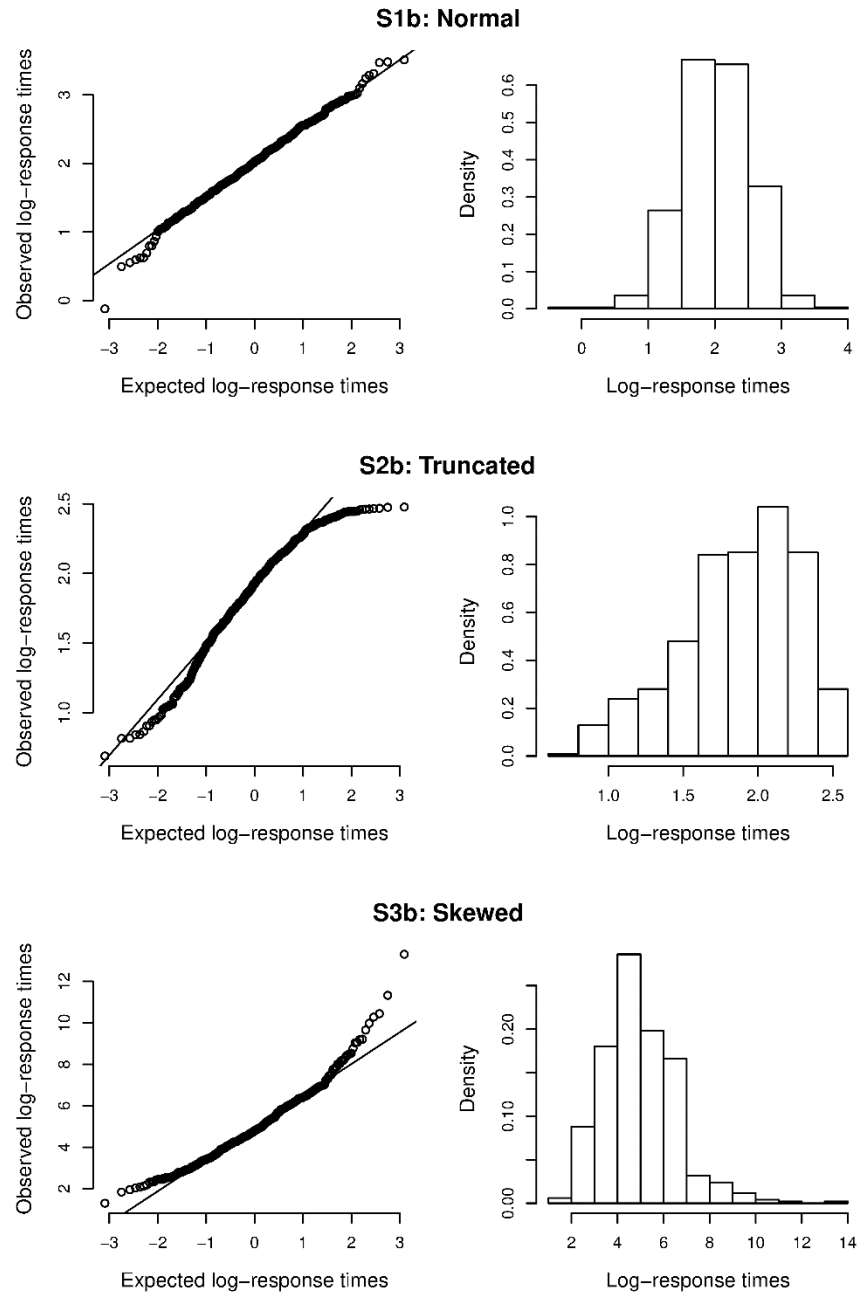 S1b: Normal
Observed log−response times
0 1 2 3
−3 −2 −1 0 1 2 3
Expected log−response times
Density
0.0 0.1 0.2 0.3 0.4 0.5 0.6
0 1 2 3 4
Log−response times
S2b: Truncated
Observed log−response times
1.0 1.5 2.0 2.5
−3 −2 −1 0 1 2 3
Expected log−response times
Density
0.0 0.2 0.4 0.6 0.8 1.0
1.0 1.5 2.0 2.5
Log−response times
S3b: Skewed
Observed log−response times
2 4 6 8 10 12
−3 −2 −1 0 1 2 3
Expected log−response times
Density
0.00 0.10 0.20
2 4 6 8 10 12 14
Log−response times